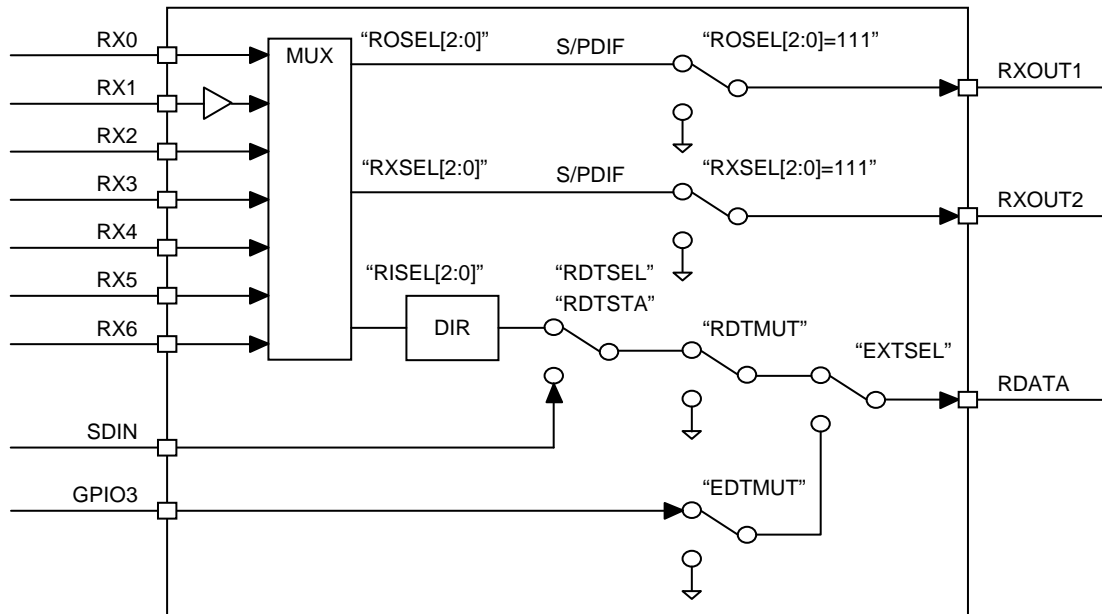 RX0
RX1
RX2
RX3
RX4
RX5
RX6
SDIN
GPIO3
MUX
“ROSEL[2:0]”
S/PDIF
“ROSEL[2:0]=111”
RXOUT1
“RXSEL[2:0]”
S/PDIF
“RXSEL[2:0]=111”
RXOUT2
“RISEL[2:0]”
DIR
“RDTSEL”
“RDTSTA”
“RDTMUT”
“EXTSEL”
RDATA
“EDTMUT”